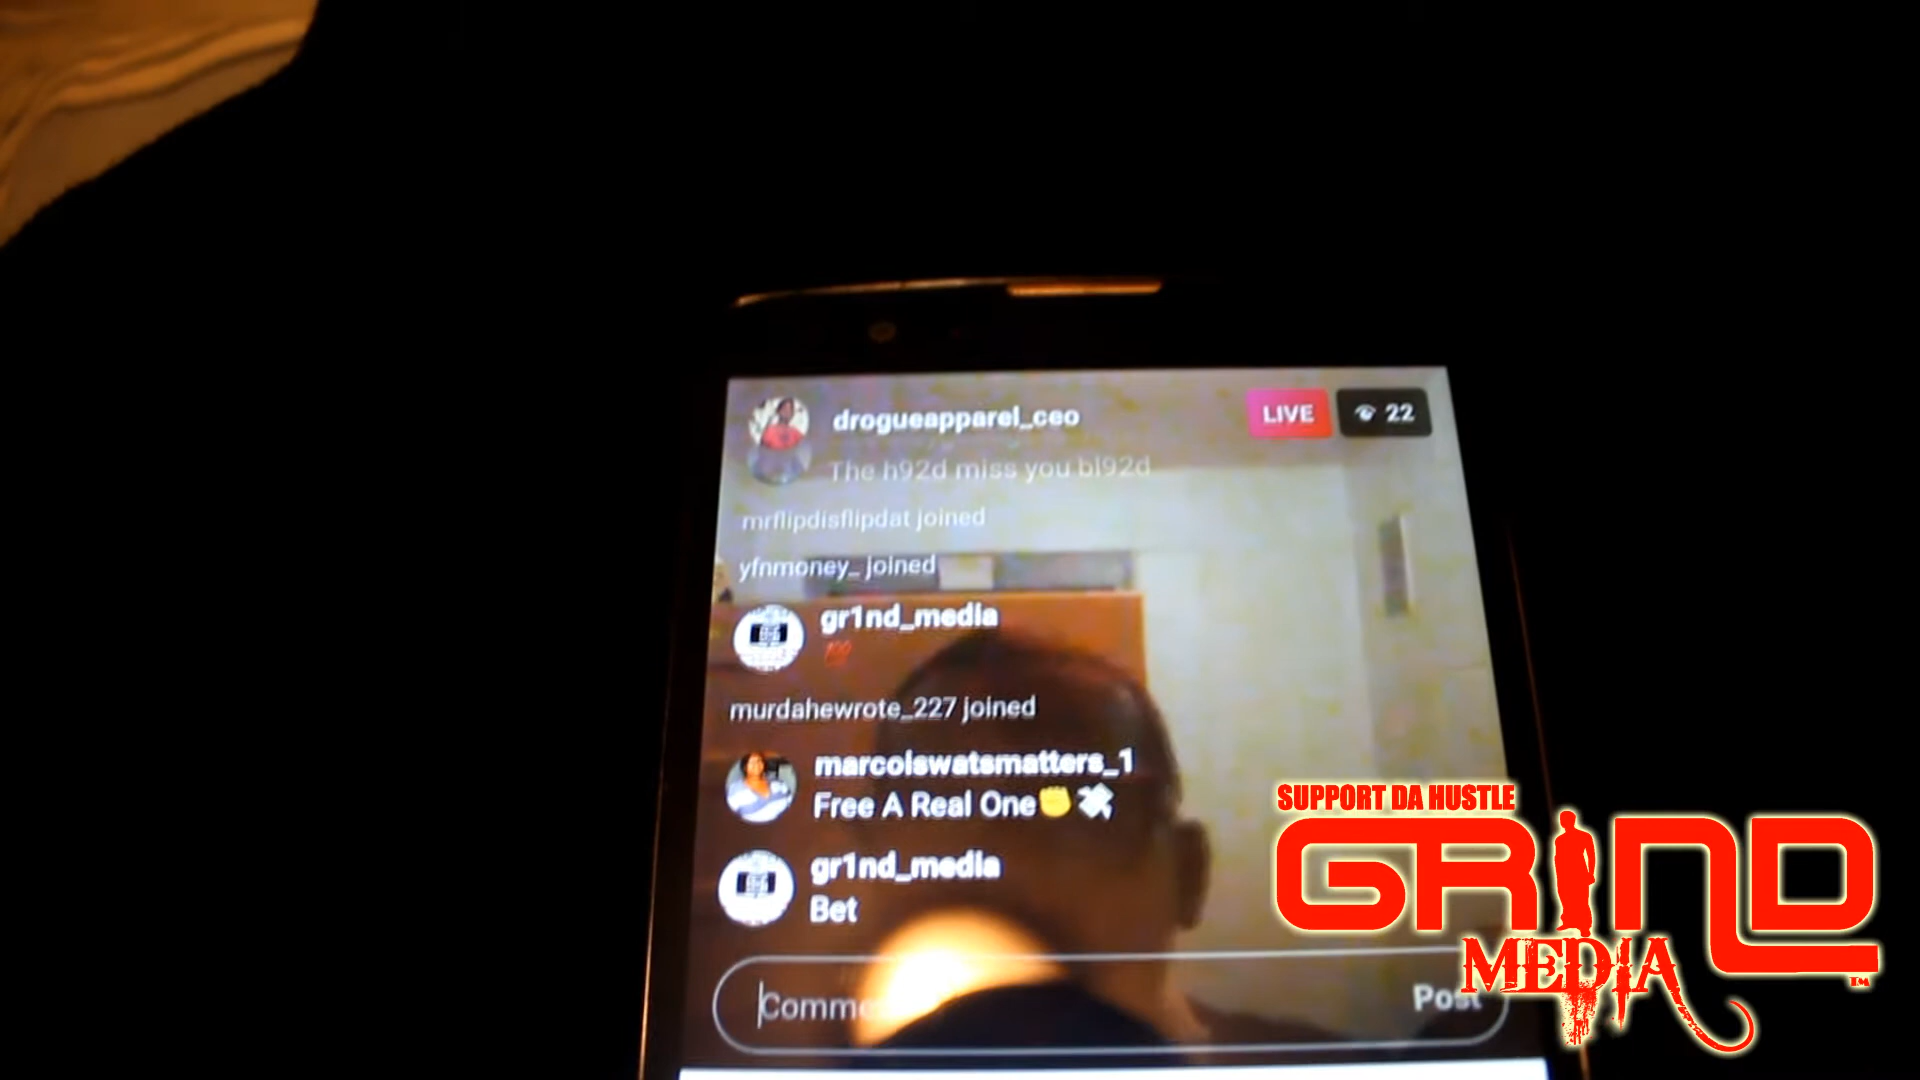 drogueapparel_ceo
LIVE
22
The h92d miss you bl92d
mrflipdisflipdat joined
yfnmoney_ joined
gr1nd_media
💯
murdahewrote_227 joined
marcoiswatsmatters_1
Free A Real One✊
gr1nd_media
Bet
Post
SUPPORT DA HUSTLE
GRIND
MEDIA
TM